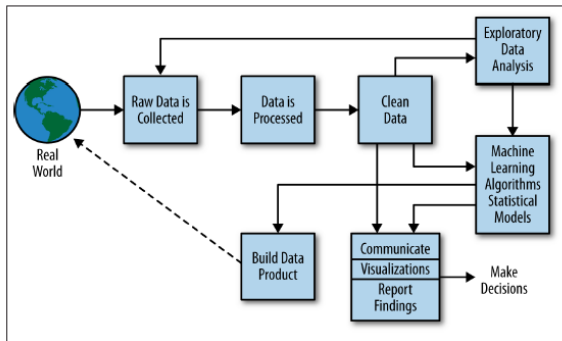 Exploratory
Data
Analysis
Raw Data is
Collected
Data is
Processed
Clean
Data
Real
World
Machine
Learning
Algorithms
Statistical
Models
Build Data
Product
Communicate
Visualizations
Report
Findings
Make
Decisions